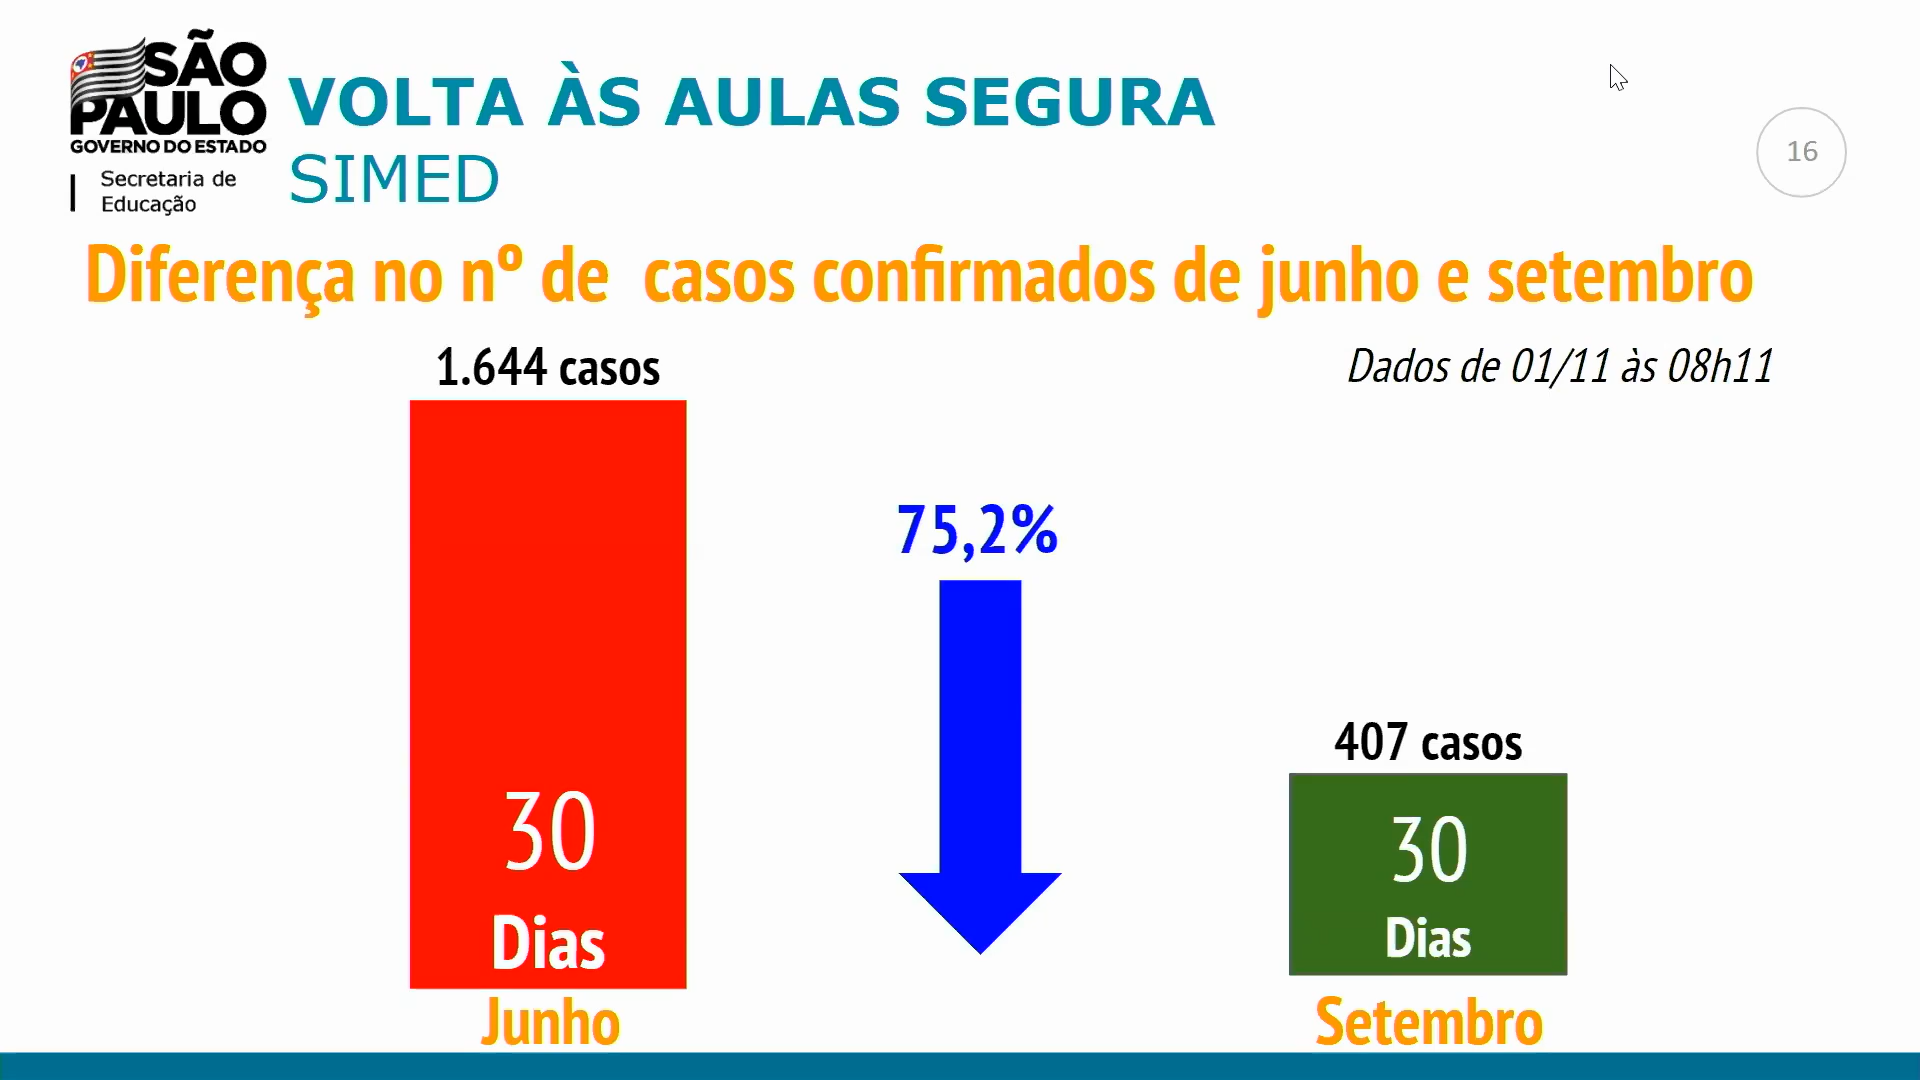 SÃO
PAULO
GOVERNO DO ESTADO
Secretaria de
Educação
VOLTA ÀS AULAS SEGURA
SIMED
16
Diferença no nº de  casos confirmados de junho e setembro
Dados de 01/11 às 08h11
1.644 casos
30
Dias
Junho
75,2%
407 casos
30
Dias
Setembro